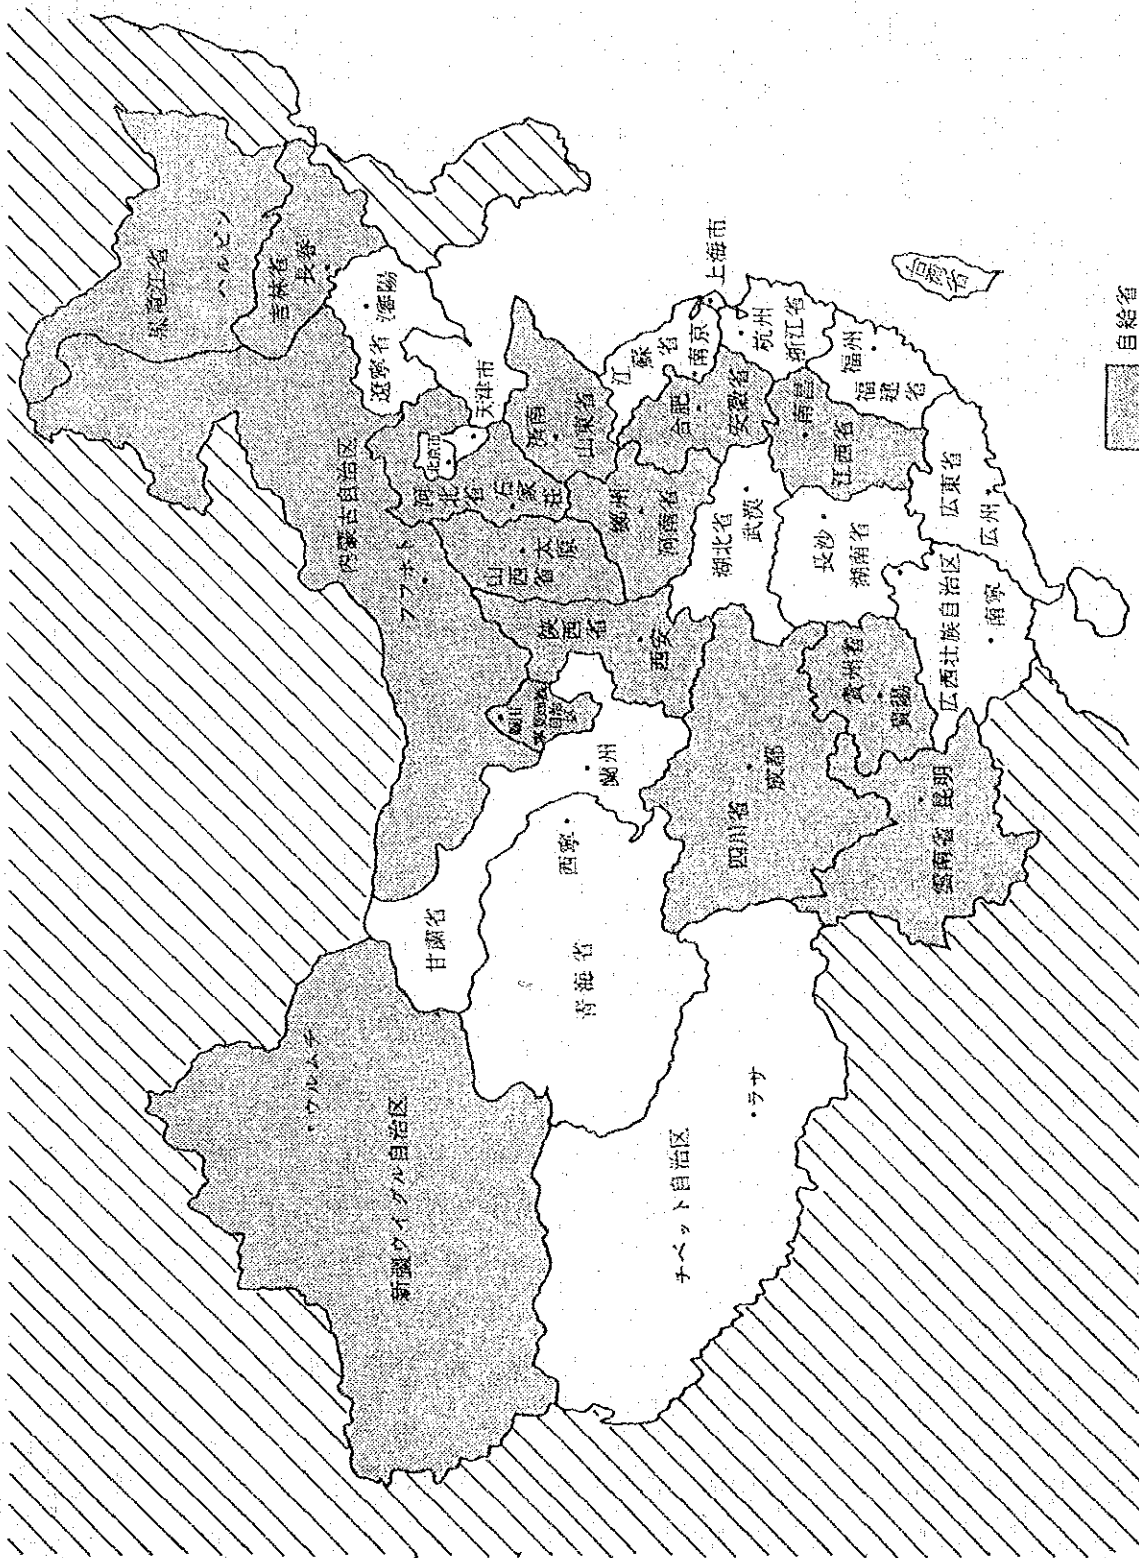 黒竜江省
ハルビン
吉林省
長春
遼寧省
瀋陽
内蒙古自治区
フフホト
北京市
天津市
河北省
石家荘
山西省
太原
済南
山東省
陝西省
西安
鄭州
河南省
江蘇省
南京
上海市
合肥
安徽省
杭州
浙江省
湖北省
武漢
南昌
江西省
福州
福建省
台湾省
長沙
湖南省
広東省
広州
広西壮族自治区
南寧
貴州省
貴陽
四川省
成都
雲南省
昆明
銀川
甘粛省
蘭州
青海省
西寧
新疆ウイグル自治区
ウルムチ
チベット自治区
ラサ
自給省